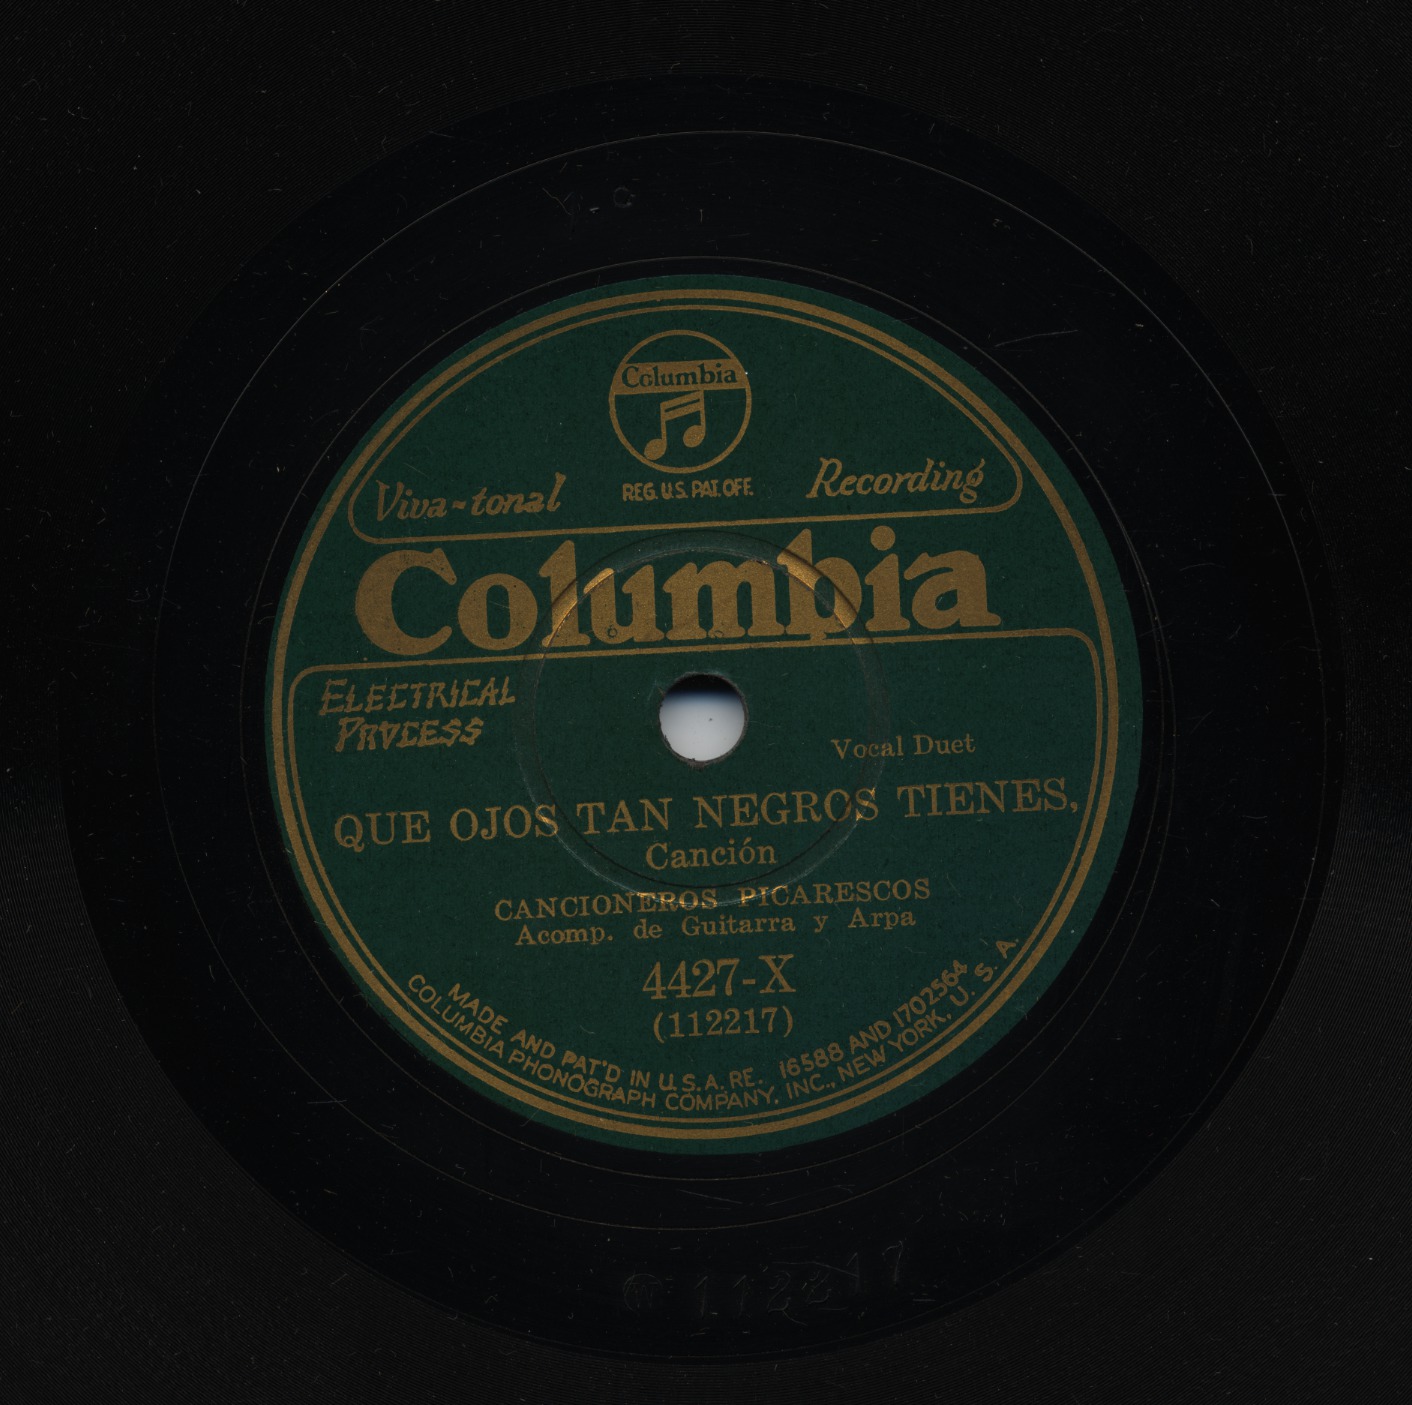 Columbia
REG. U.S. PAT. OFF.
Viva-tonal Recording
Columbia
ELECTRICAL
PROCESS
Vocal Duet
QUE OJOS TAN NEGROS TIENES,
Canción
CANCIONEROS PICARESCOS
Acomp. de Guitarra y Arpa
4427-X
(112217)
MADE AND PAT'D IN U.S.A. RE. 16588 AND 1702564
COLUMBIA PHONOGRAPH COMPANY, INC., NEW YORK, U. S. A.
112217